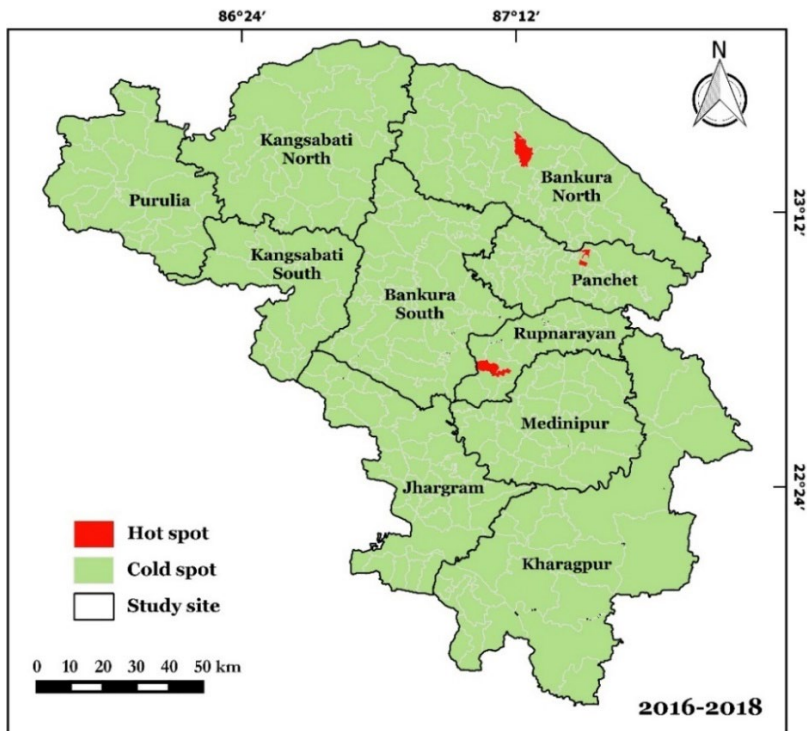 86°24'
87°12'
N
Kangsabati
North
Bankura
North
Purulia
23°12'
Kangsabati
South
Panchet
Bankura
South
Rupnarayan
Medinipur
22°24'
Jhargram
Kharagpur
Hot spot
Cold spot
Study site
0 10 20 30 40 50 km
2016-2018